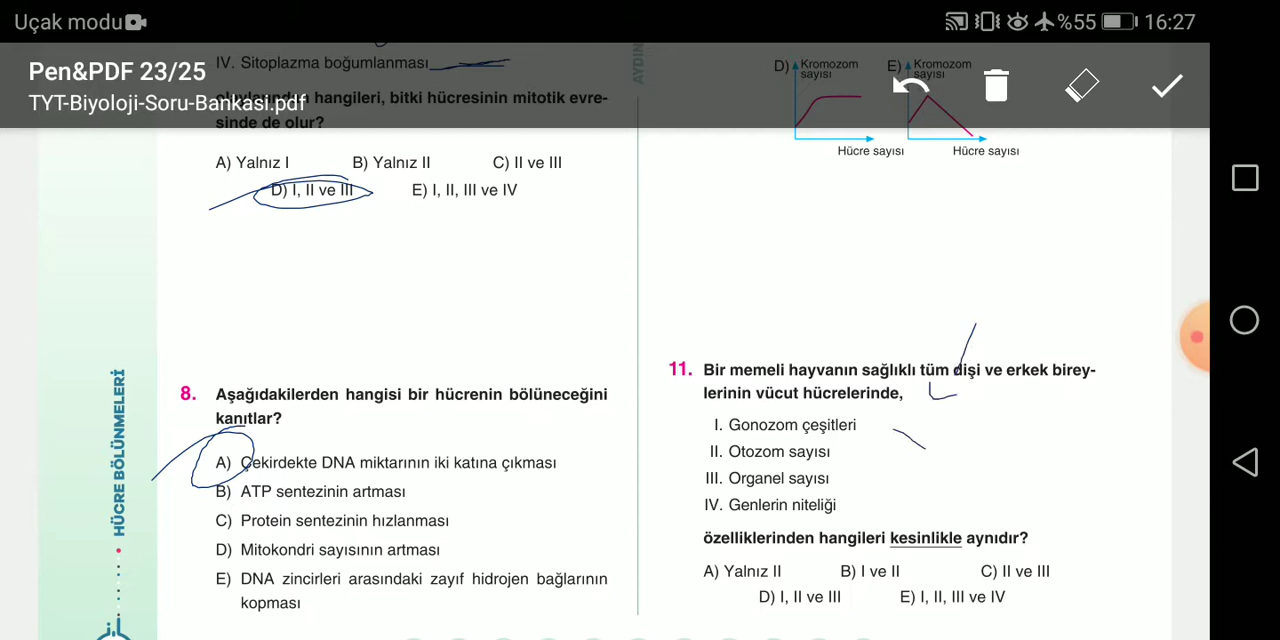 Uçak modu
%55 16:27
Pen&PDF 23/25
TYT-Biyoloji-Soru-Bankasi.pdf
IV. Sitoplazma boğumlanması
olaylarından hangileri, bitki hücresinin mitotik evre-
sinde de olur?
A) Yalnız I B) Yalnız II C) II ve III
D) I, II ve III E) I, II, III ve IV
HÜCRE BÖLÜNMELERİ
8. Aşağıdakilerden hangisi bir hücrenin bölüneceğini
kanıtlar?
A) Çekirdekte DNA miktarının iki katına çıkması
B) ATP sentezinin artması
C) Protein sentezinin hızlanması
D) Mitokondri sayısının artması
E) DNA zincirleri arasındaki zayıf hidrojen bağlarının
kopması
AYDIN
D) Kromozom sayısı E) Kromozom sayısı
Hücre sayısı Hücre sayısı
11. Bir memeli hayvanın sağlıklı tüm dişi ve erkek birey-
lerinin vücut hücrelerinde,
I. Gonozom çeşitleri
II. Otozom sayısı
III. Organel sayısı
IV. Genlerin niteliği
özelliklerinden hangileri kesinlikle aynıdır?
A) Yalnız II B) I ve II C) II ve III
D) I, II ve III E) I, II, III ve IV